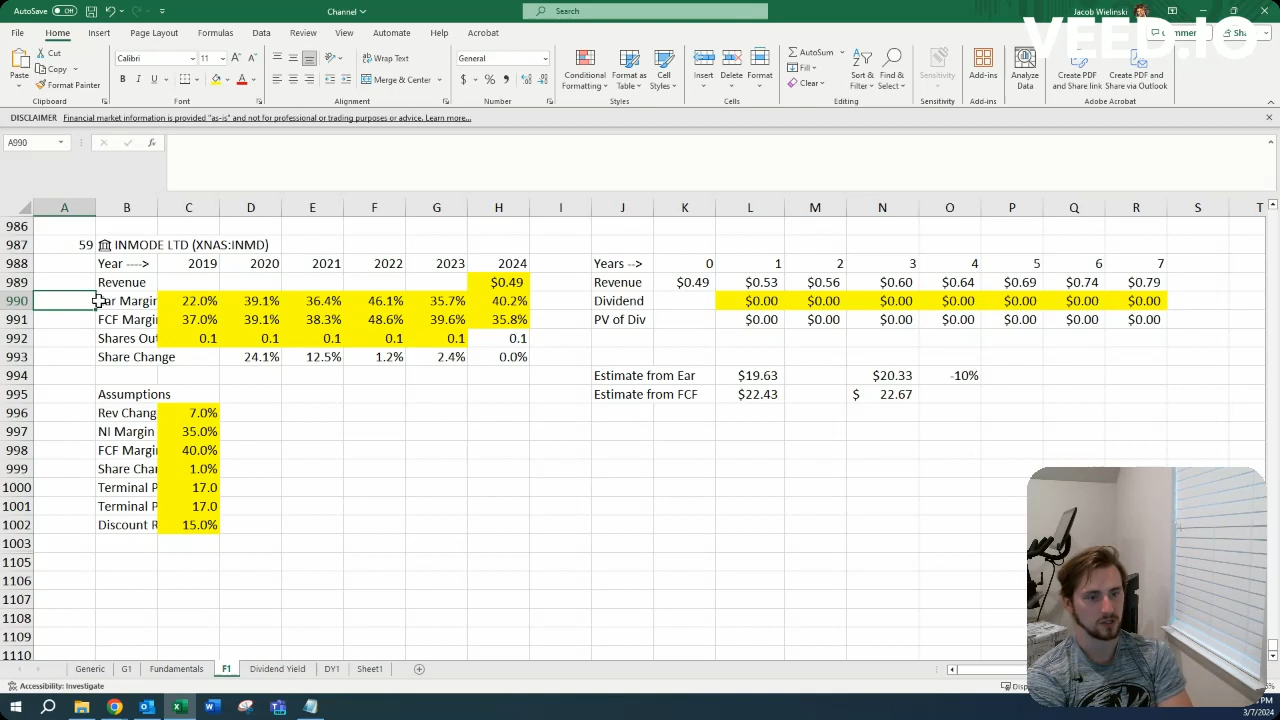 AutoSave Off Channel Search Jacob Wielinski
VEED.IO
File Home Insert Page Layout Formulas Data Review View Automate Help Acrobat Comments
Paste Cut Copy Format Painter Calibri 11 Wrap Text Merge & Center General Conditional Formatting Format as Table Cell Styles Insert Delete Format AutoSum Fill Clear Sort & Filter Find & Select Sensitivity Add-ins Analyze Data Create PDF and Share link Create PDF and Share via Outlook
Clipboard Font Alignment Number Styles Cells Editing Sensitivity Add-ins Adobe Acrobat
DISCLAIMER Financial market information is provided "as-is" and not for professional or trading purposes or advice. Learn more...
A990 fx
A B C D E F G H I J K L M N O P Q R S T
986
987 59 INMODE LTD (XNAS:INMD)
988 Year ----> 2019 2020 2021 2022 2023 2024 Years --> 0 1 2 3 4 5 6 7
989 Revenue $0.49 Revenue $0.49 $0.53 $0.56 $0.60 $0.64 $0.69 $0.74 $0.79
990 Ear Margin 22.0% 39.1% 36.4% 46.1% 35.7% 40.2% Dividend $0.00 $0.00 $0.00 $0.00 $0.00 $0.00 $0.00
991 FCF Margin 37.0% 39.1% 38.3% 48.6% 39.6% 35.8% PV of Div $0.00 $0.00 $0.00 $0.00 $0.00 $0.00 $0.00
992 Shares Out 0.1 0.1 0.1 0.1 0.1 0.1
993 Share Change 24.1% 12.5% 1.2% 2.4% 0.0%
994 Estimate from Ear $19.63 $20.33 -10%
995 Assumptions Estimate from FCF $22.43 $ 22.67
996 Rev Chang 7.0%
997 NI Margin 35.0%
998 FCF Margi 40.0%
999 Share Cha 1.0%
1000 Terminal P 17.0
1001 Terminal P 17.0
1002 Discount R 15.0%
1003
1105
1106
1107
1108
1109
1110
Generic G1 Fundamentals F1 Dividend Yield DY1 Sheet1
Accessibility: Investigate
3/7/2024